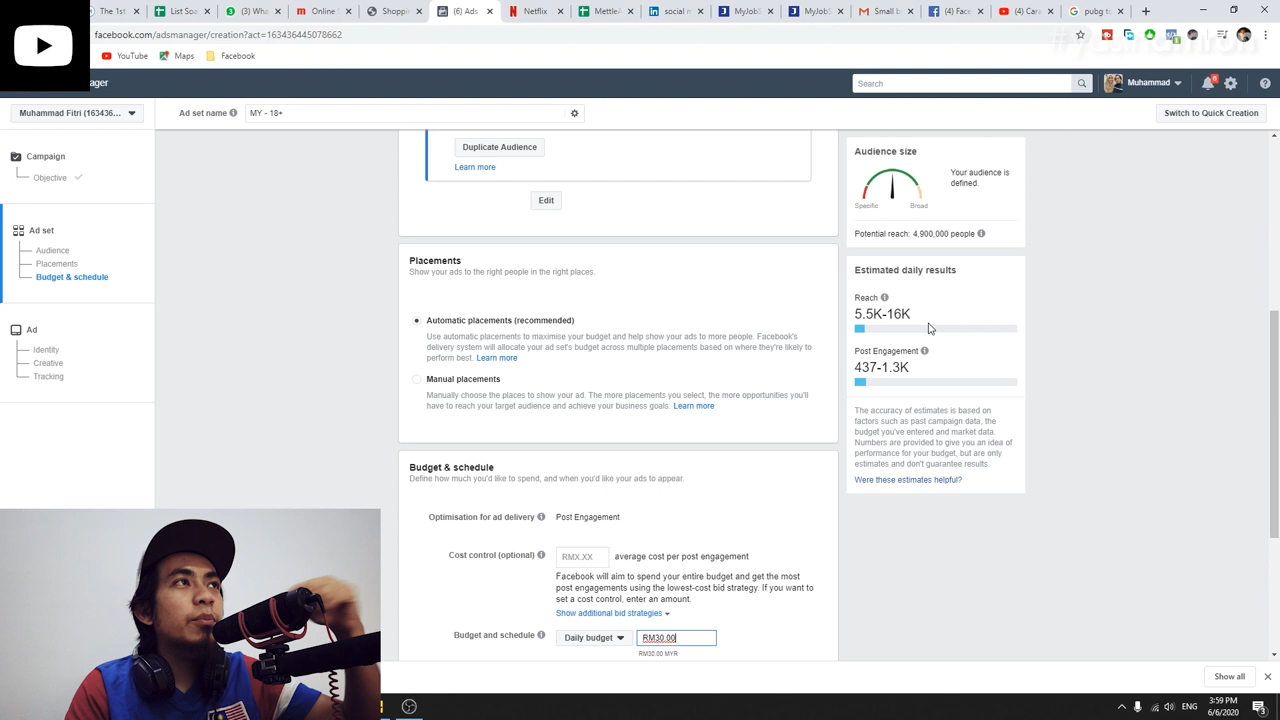 (6) Ads
Netflix
facebook.com/adsmanager/creation?act=163436445078662
YouTube
Maps
Facebook
Search
Muhammad
Muhammad Fitri (163436...
Ad set name
MY - 18+
Switch to Quick Creation
Campaign
Objective
Ad set
Audience
Placements
Budget & schedule
Ad
Identity
Creative
Tracking
Duplicate Audience
Learn more
Edit
Placements
Show your ads to the right people in the right places.
Automatic placements (recommended)
Use automatic placements to maximise your budget and help show your ads to more people. Facebook's
delivery system will allocate your ad set's budget across multiple placements based on where they're likely to
perform best. Learn more
Manual placements
Manually choose the places to show your ad. The more placements you select, the more opportunities you'll
have to reach your target audience and achieve your business goals. Learn more
Budget & schedule
Define how much you'd like to spend, and when you'd like your ads to appear.
Optimisation for ad delivery
Post Engagement
Cost control (optional)
RMX.XX
average cost per post engagement
Facebook will aim to spend your entire budget and get the most
post engagements using the lowest-cost bid strategy. If you want to
set a cost control, enter an amount.
Show additional bid strategies
Budget and schedule
Daily budget
RM30.00
RM30.00 MYR
Audience size
Your audience is
defined.
Specific
Broad
Potential reach: 4,900,000 people
Estimated daily results
Reach
5.5K-16K
Post Engagement
437-1.3K
The accuracy of estimates is based on
factors such as past campaign data, the
budget you've entered and market data.
Numbers are provided to give you an idea of
performance for your budget, but are only
estimates and don't guarantee results.
Were these estimates helpful?
Show all
ENG
3:59 PM
6/6/2020